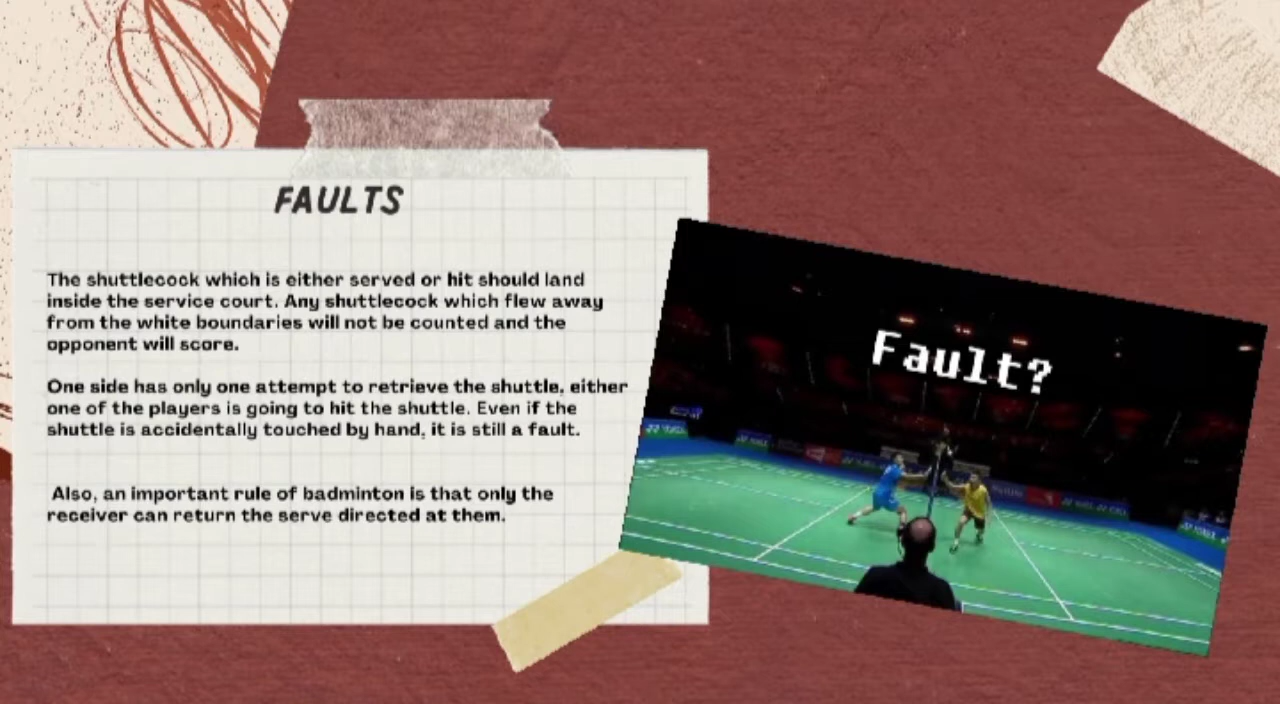 FAULTS
The shuttlecock which is either served or hit should land
inside the service court. Any shuttlecock which flew away
from the white boundaries will not be counted and the
opponent will score.
One side has only one attempt to retrieve the shuttle, either
one of the players is going to hit the shuttle. Even if the
shuttle is accidentally touched by hand, it is still a fault.
Also, an important rule of badminton is that only the
receiver can return the serve directed at them.
Fault?